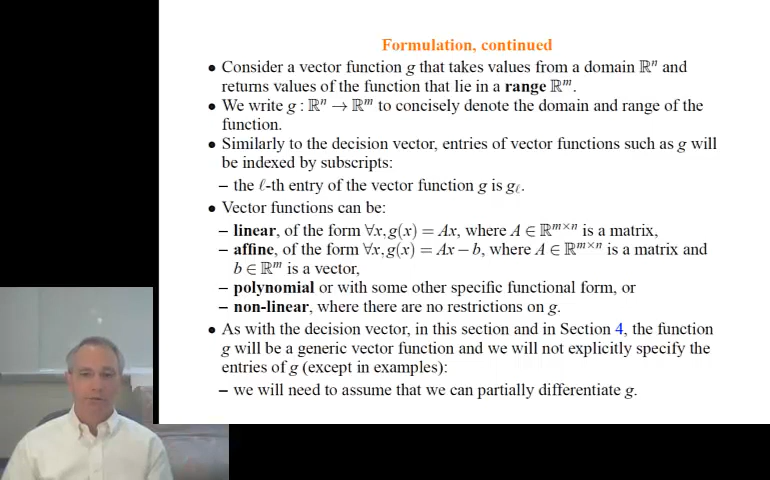 Formulation, continued
• Consider a vector function g that takes values from a domain ℝⁿ and
returns values of the function that lie in a range ℝᵐ.
• We write g : ℝⁿ → ℝᵐ to concisely denote the domain and range of the
function.
• Similarly to the decision vector, entries of vector functions such as g will
be indexed by subscripts:
– the ℓ-th entry of the vector function g is gℓ.
• Vector functions can be:
– linear, of the form ∀x, g(x) = Ax, where A ∈ ℝᵐˣⁿ is a matrix,
– affine, of the form ∀x, g(x) = Ax − b, where A ∈ ℝᵐˣⁿ is a matrix and
b ∈ ℝᵐ is a vector,
– polynomial or with some other specific functional form, or
– non-linear, where there are no restrictions on g.
• As with the decision vector, in this section and in Section 4, the function
g will be a generic vector function and we will not explicitly specify the
entries of g (except in examples):
– we will need to assume that we can partially differentiate g.